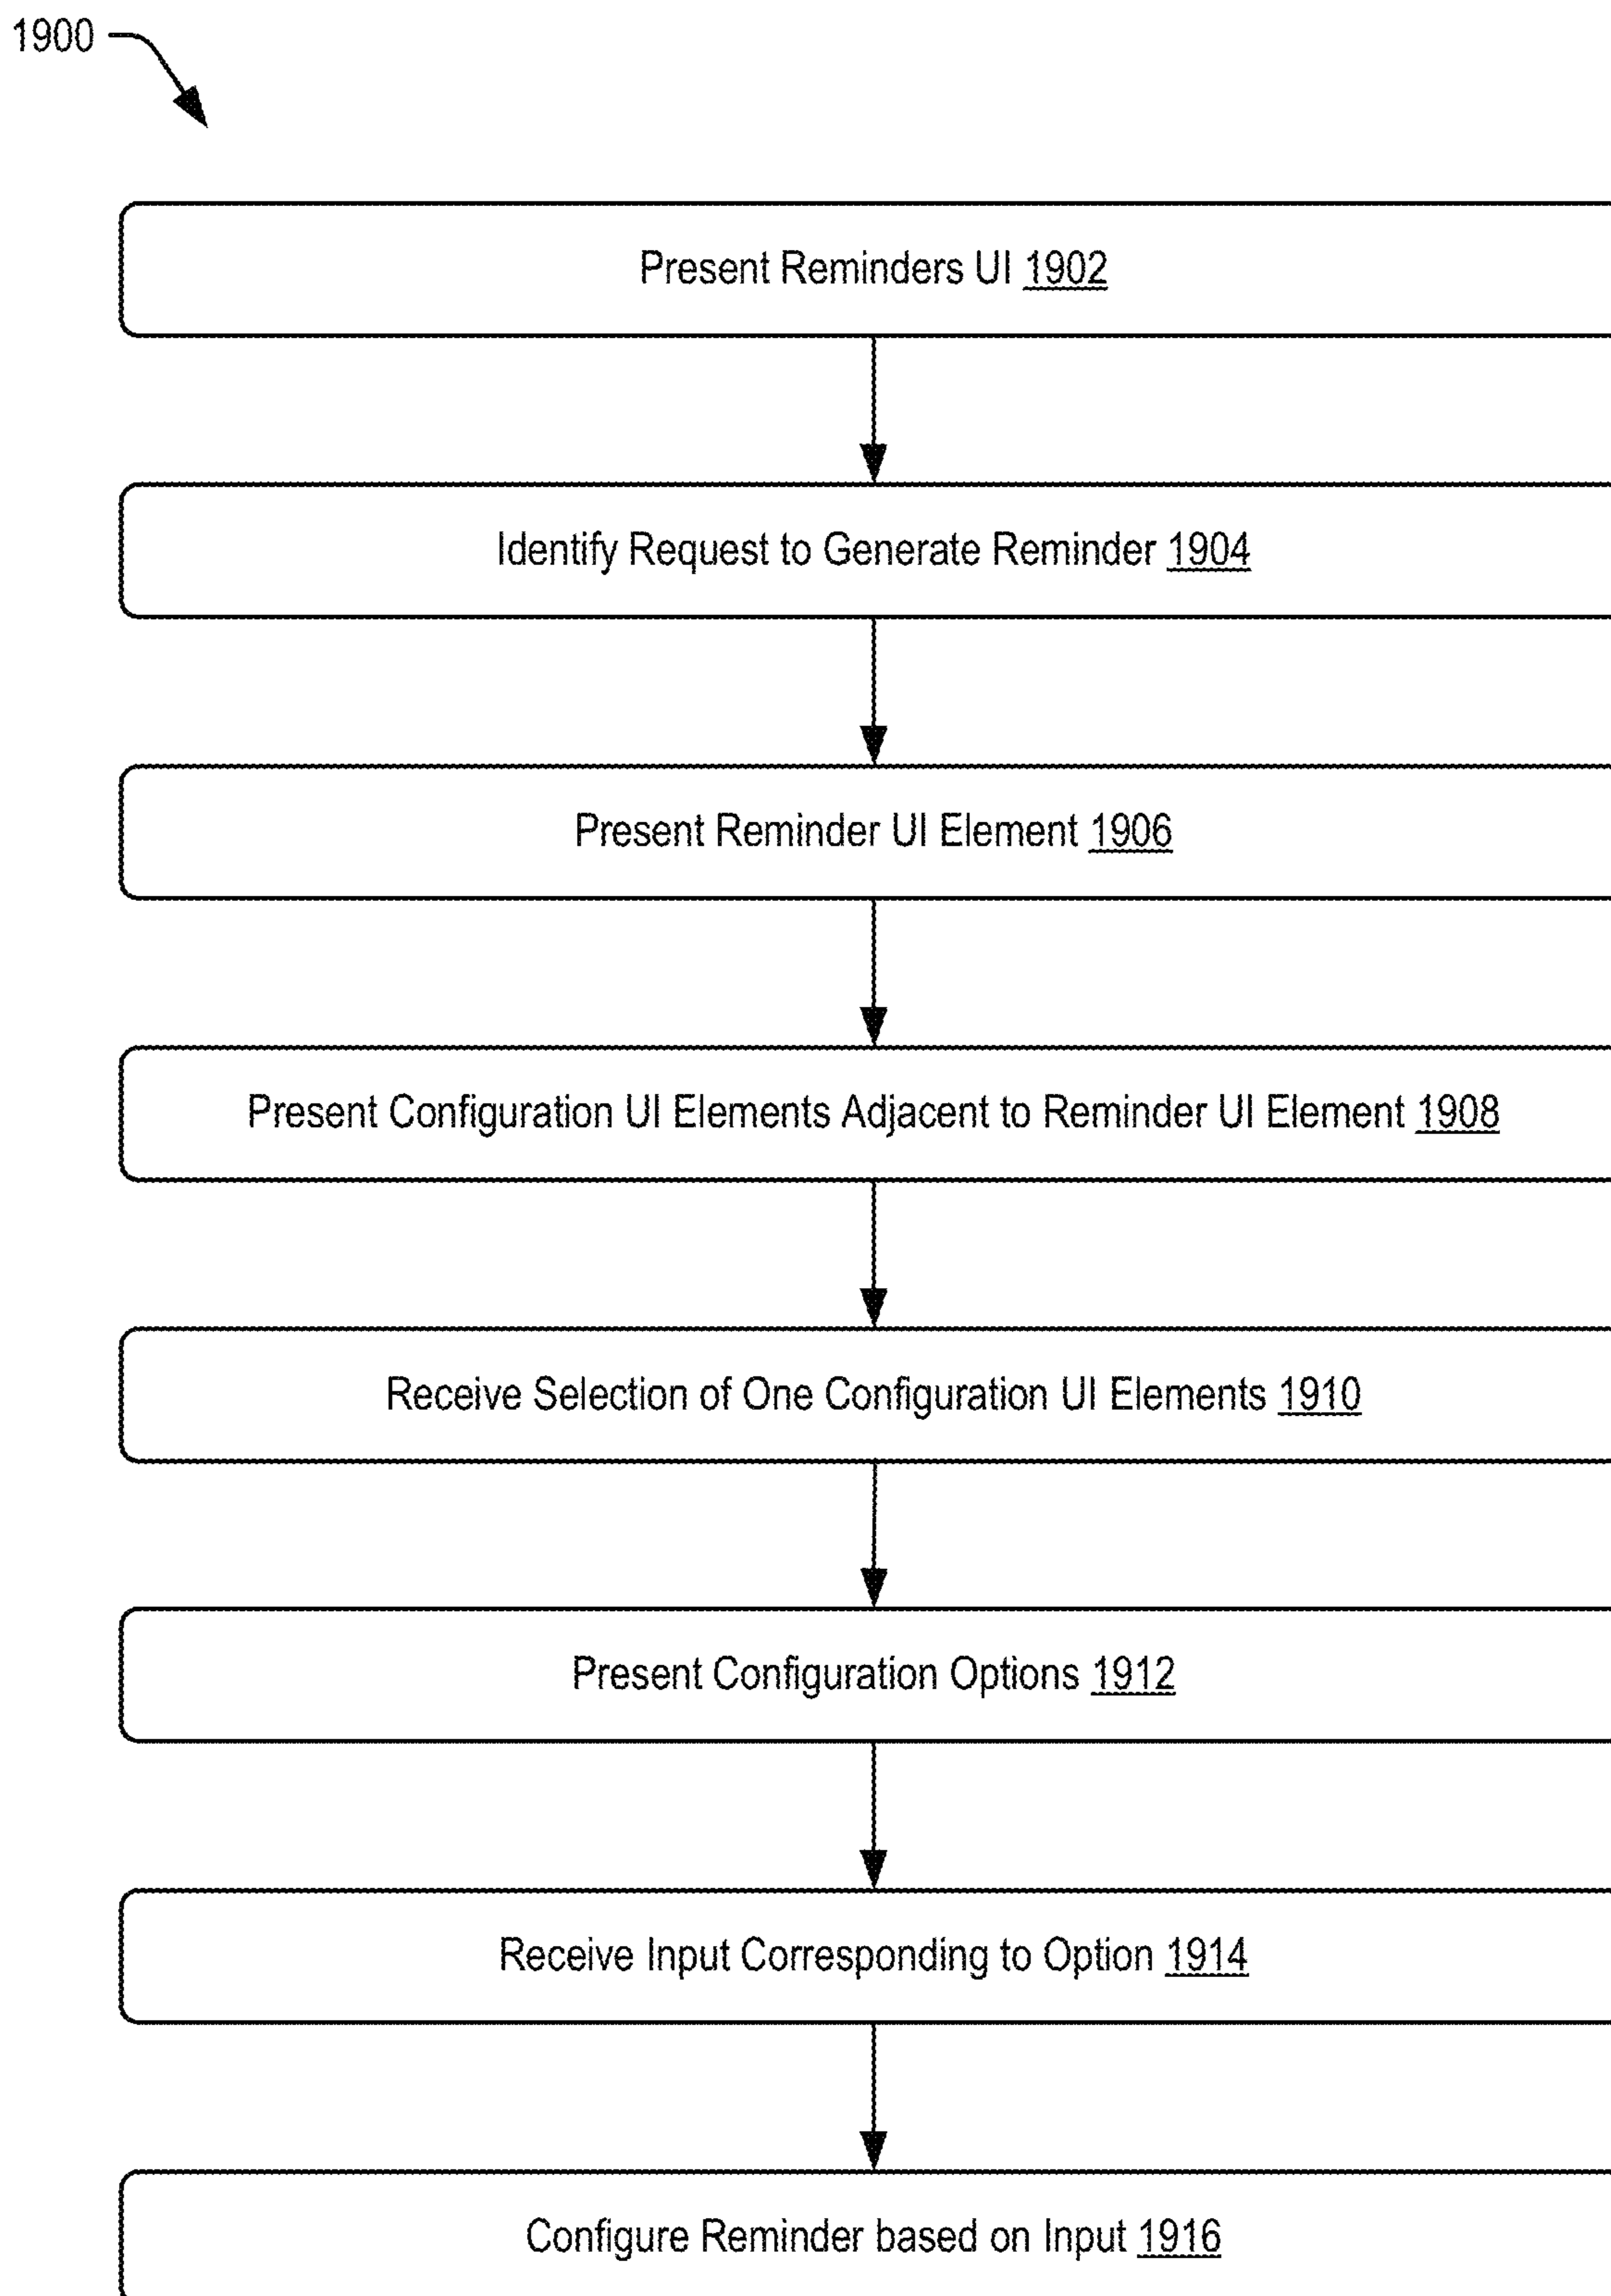 1900
Present Reminders UI 1902
Identify Request to Generate Reminder 1904
Present Reminder UI Element 1906
Present Configuration UI Elements Adjacent to Reminder UI Element 1908
Receive Selection of One Configuration UI Elements 1910
Present Configuration Options 1912
Receive Input Corresponding to Option 1914
Configure Reminder based on Input 1916